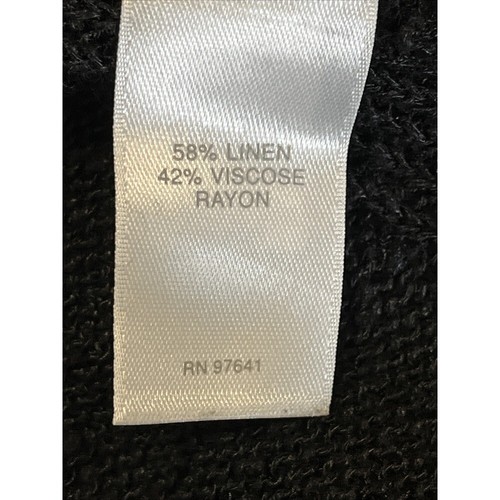 58% LINEN
42% VISCOSE
RAYON
RN 97641